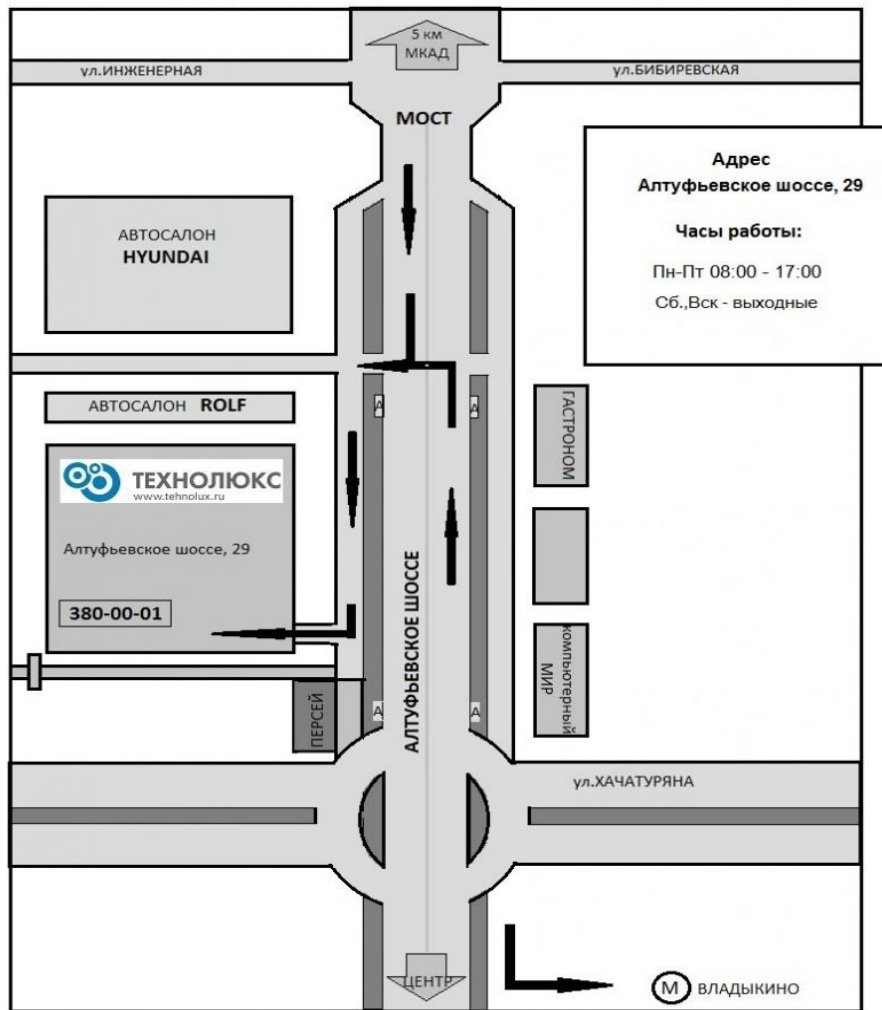 5 км
МКАД
ул.ИНЖЕНЕРНАЯ
ул.БИБИРЕВСКАЯ
МОСТ
Адрес
Алтуфьевское шоссе, 29
Часы работы:
Пн-Пт 08:00 - 17:00
Сб.,Вск - выходные
АВТОСАЛОН
HYUNDAI
АВТОСАЛОН ROLF
А
А
ГАСТРОНОМ
ТЕХНОЛЮКС
www.tehnolux.ru
Алтуфьевское шоссе, 29
380-00-01
АЛТУФЬЕВСКОЕ ШОССЕ
компьютерный
МИР
ПЕРСЕЙ
А
А
ул.ХАЧАТУРЯНА
ЦЕНТР
М ВЛАДЫКИНО